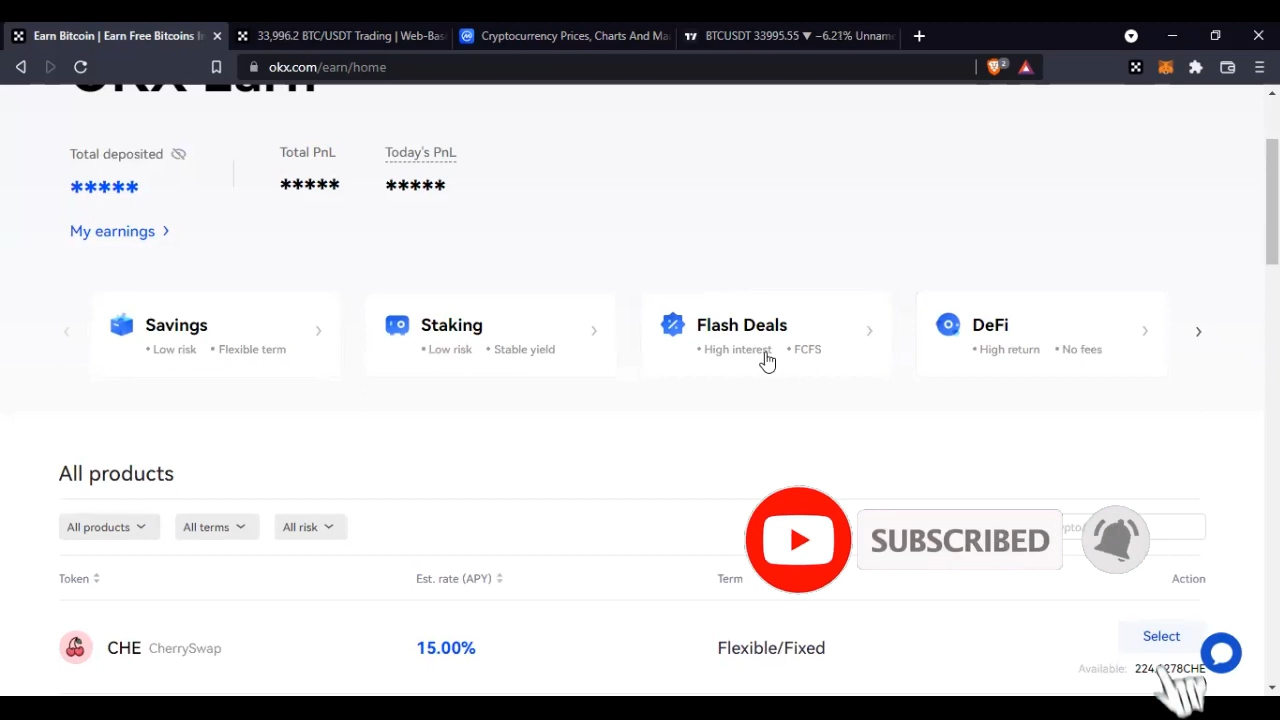 Earn Bitcoin | Earn Free Bitcoins
33,996.2 BTC/USDT Trading | Web-Bas
Cryptocurrency Prices, Charts And Ma
BTCUSDT 33995.55 ▼ −6.21% Unnam
okx.com/earn/home
2
OKX Earn
Total deposited
Total PnL
Today's PnL
*****
*****
*****
My earnings >
Savings
• Low risk • Flexible term
Staking
• Low risk • Stable yield
Flash Deals
• High interest • FCFS
DeFi
• High return • No fees
All products
All products
All terms
All risk
SUBSCRIBED
Token
Est. rate (APY)
Term
Action
CHE CherrySwap
15.00%
Flexible/Fixed
Select
Available: